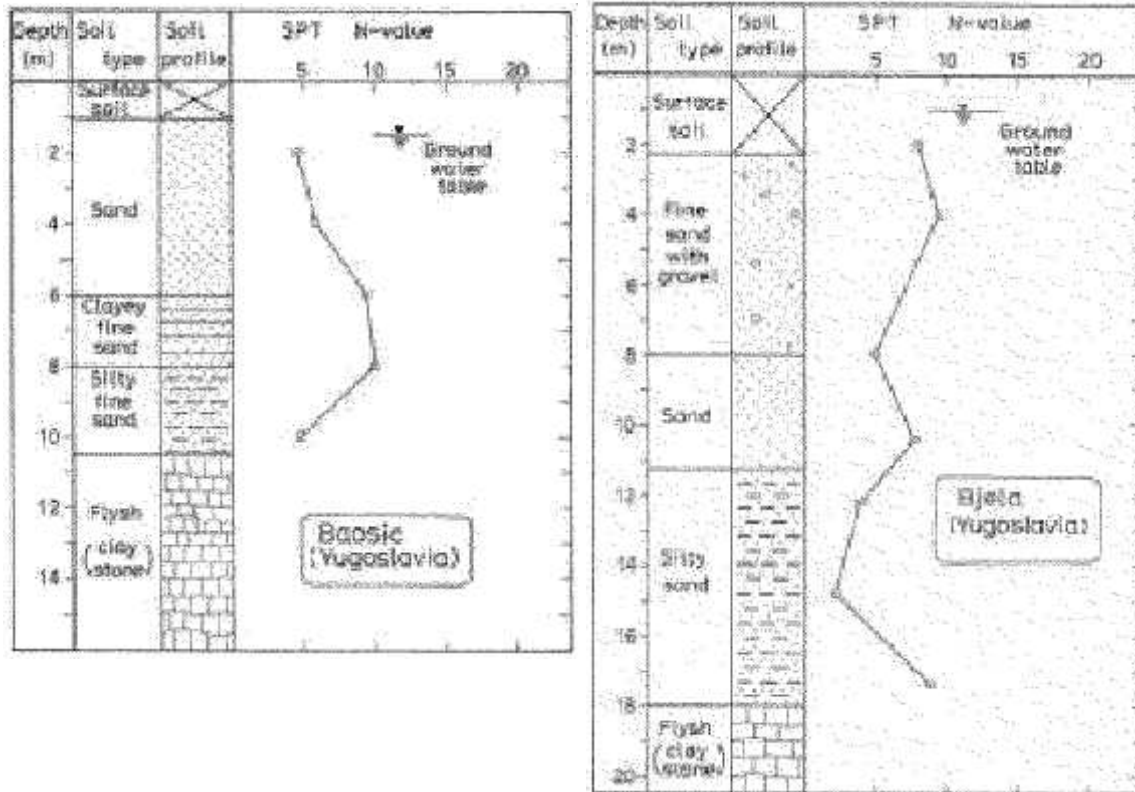 Depth Soil Soil SPT N-value
(m) type profile 5 10 15 20
Surface
soil
2
Ground
water
table
Sand
4
6
Clayey
fine
sand
8
Silty
fine
sand
10
12
Flysh
(clay
stone)
14
Baosic
(Yugoslavia)
Depth Soil Soil SPT N-value
(m) type profile 5 10 15 20
Surface
soil
2
Ground
water
table
4
Fine
sand
with
gravel
6
8
Sand
10
12
Bjela
(Yugoslavia)
14
Silty
sand
16
18
Flysh
(clay
stone)
20